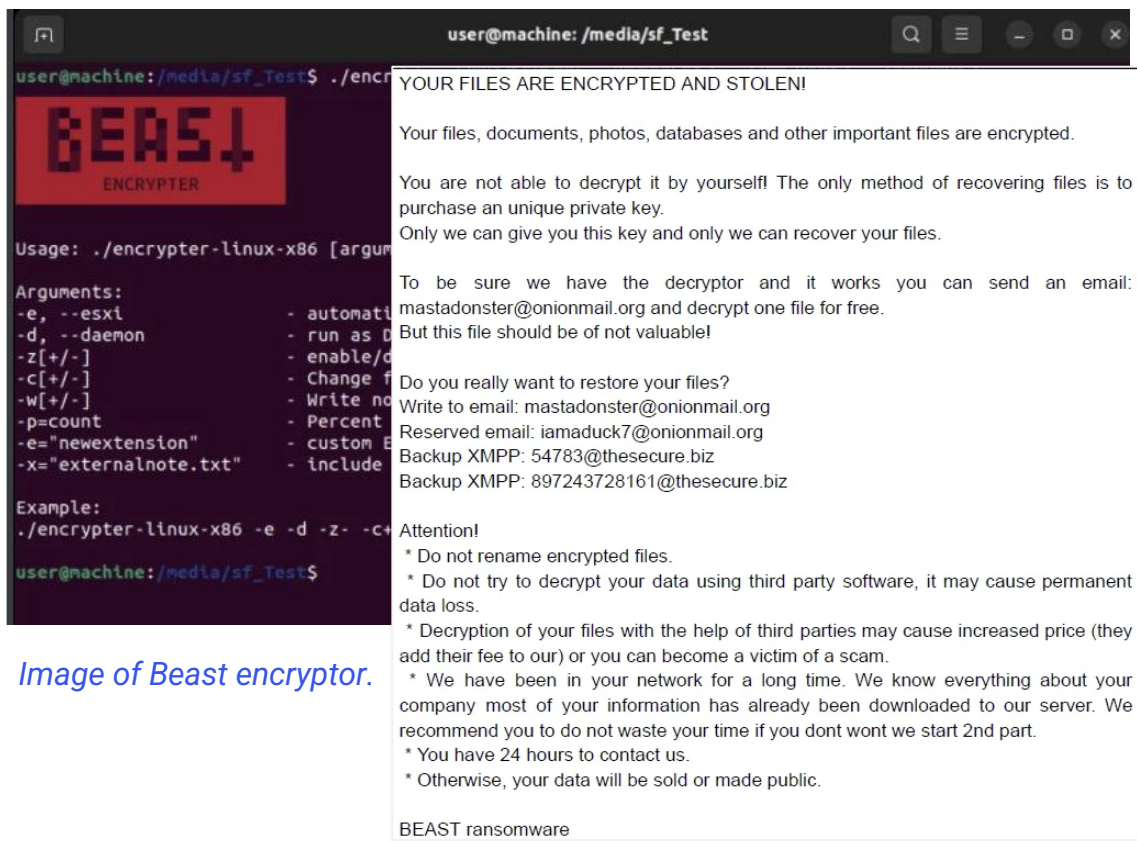 user@machine: /media/sf_Test
user@machine:/media/sf_Test$ ./encr
BEAST
ENCRYPTER
Usage: ./encrypter-linux-x86 [argum
Arguments:
-e, --esxi - automati
-d, --daemon - run as D
-z[+/-] - enable/d
-c[+/-] - Change f
-w[+/-] - Write no
-p=count - Percent
-e="newextension" - custom E
-x="externalnote.txt" - include
Example:
./encrypter-linux-x86 -e -d -z- -c+
user@machine:/media/sf_Test$
Image of Beast encryptor.
YOUR FILES ARE ENCRYPTED AND STOLEN!
Your files, documents, photos, databases and other important files are encrypted.
You are not able to decrypt it by yourself! The only method of recovering files is to
purchase an unique private key.
Only we can give you this key and only we can recover your files.
To be sure we have the decryptor and it works you can send an email:
mastadonster@onionmail.org and decrypt one file for free.
But this file should be of not valuable!
Do you really want to restore your files?
Write to email: mastadonster@onionmail.org
Reserved email: iamaduck7@onionmail.org
Backup XMPP: 54783@thesecure.biz
Backup XMPP: 897243728161@thesecure.biz
Attention!
* Do not rename encrypted files.
* Do not try to decrypt your data using third party software, it may cause permanent
data loss.
* Decryption of your files with the help of third parties may cause increased price (they
add their fee to our) or you can become a victim of a scam.
* We have been in your network for a long time. We know everything about your
company most of your information has already been downloaded to our server. We
recommend you to do not waste your time if you dont wont we start 2nd part.
* You have 24 hours to contact us.
* Otherwise, your data will be sold or made public.
BEAST ransomware